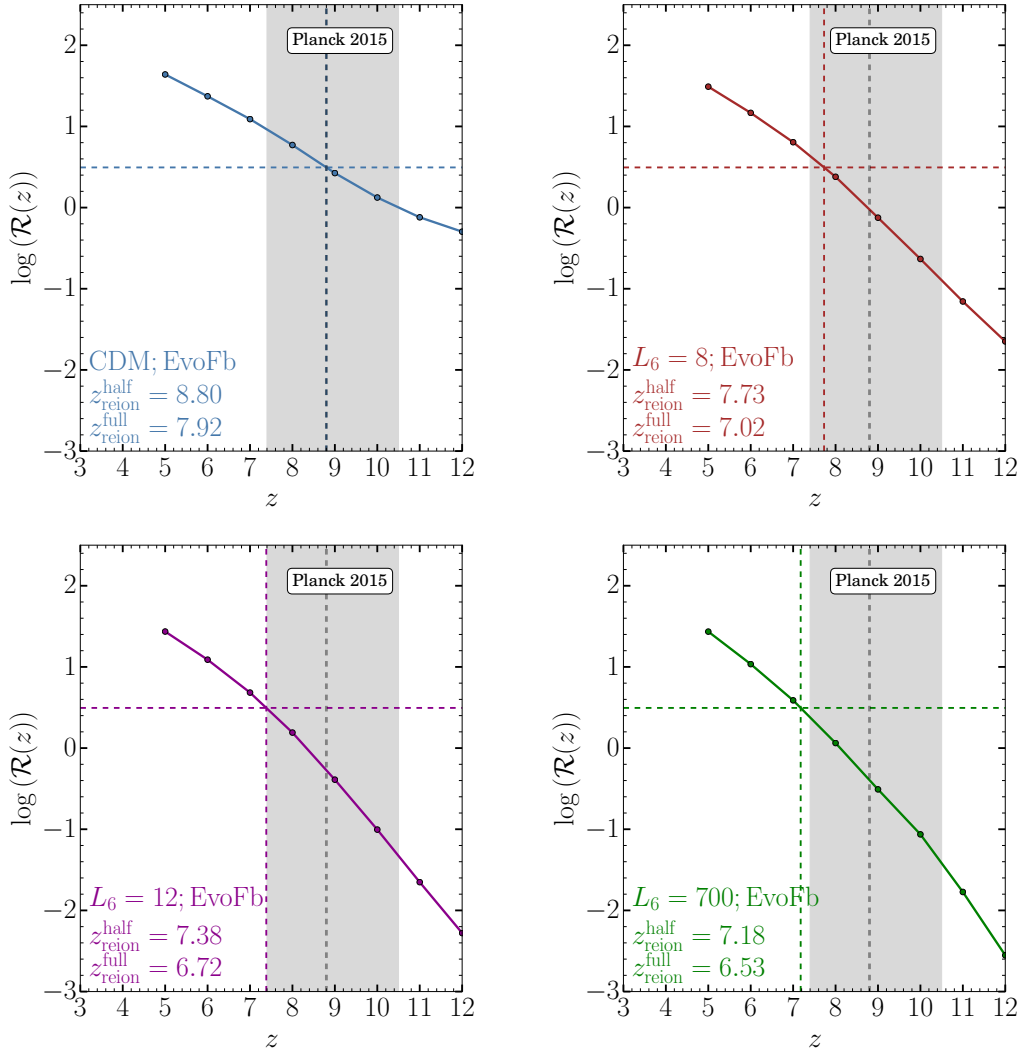 Planck 2015
log (R(z))
2
1
0
−1
−2
−3
CDM; EvoFb
z_reion^half = 8.80
z_reion^full = 7.92
3 4 5 6 7 8 9 10 11 12
z
Planck 2015
log (R(z))
2
1
0
−1
−2
−3
L_6 = 8; EvoFb
z_reion^half = 7.73
z_reion^full = 7.02
3 4 5 6 7 8 9 10 11 12
z
Planck 2015
log (R(z))
2
1
0
−1
−2
−3
L_6 = 12; EvoFb
z_reion^half = 7.38
z_reion^full = 6.72
3 4 5 6 7 8 9 10 11 12
z
Planck 2015
log (R(z))
2
1
0
−1
−2
−3
L_6 = 700; EvoFb
z_reion^half = 7.18
z_reion^full = 6.53
3 4 5 6 7 8 9 10 11 12
z